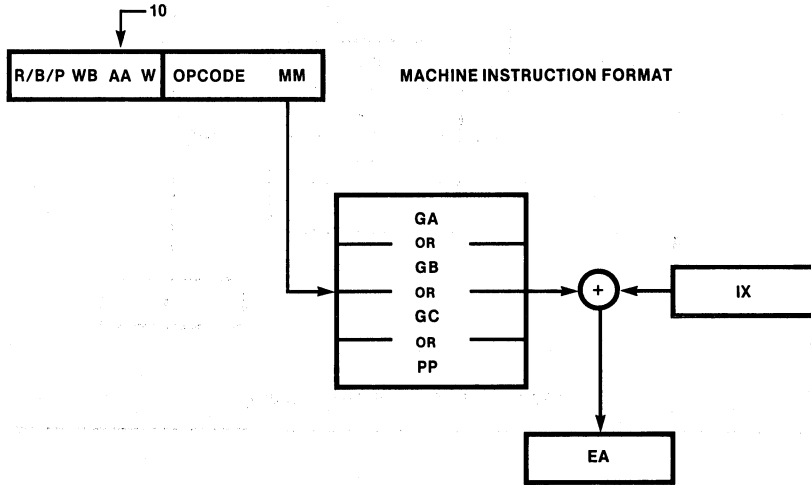 10
R/B/P WB AA W OPCODE MM
MACHINE INSTRUCTION FORMAT
GA
OR
GB
OR
GC
OR
PP
+
IX
EA